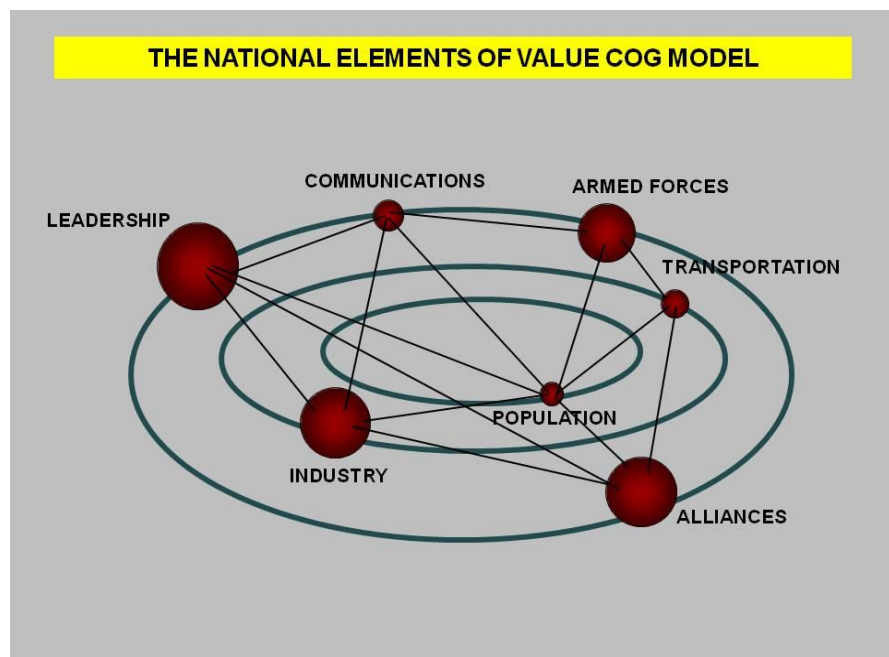 THE NATIONAL ELEMENTS OF VALUE COG MODEL
COMMUNICATIONS
ARMED FORCES
LEADERSHIP
TRANSPORTATION
POPULATION
INDUSTRY
ALLIANCES